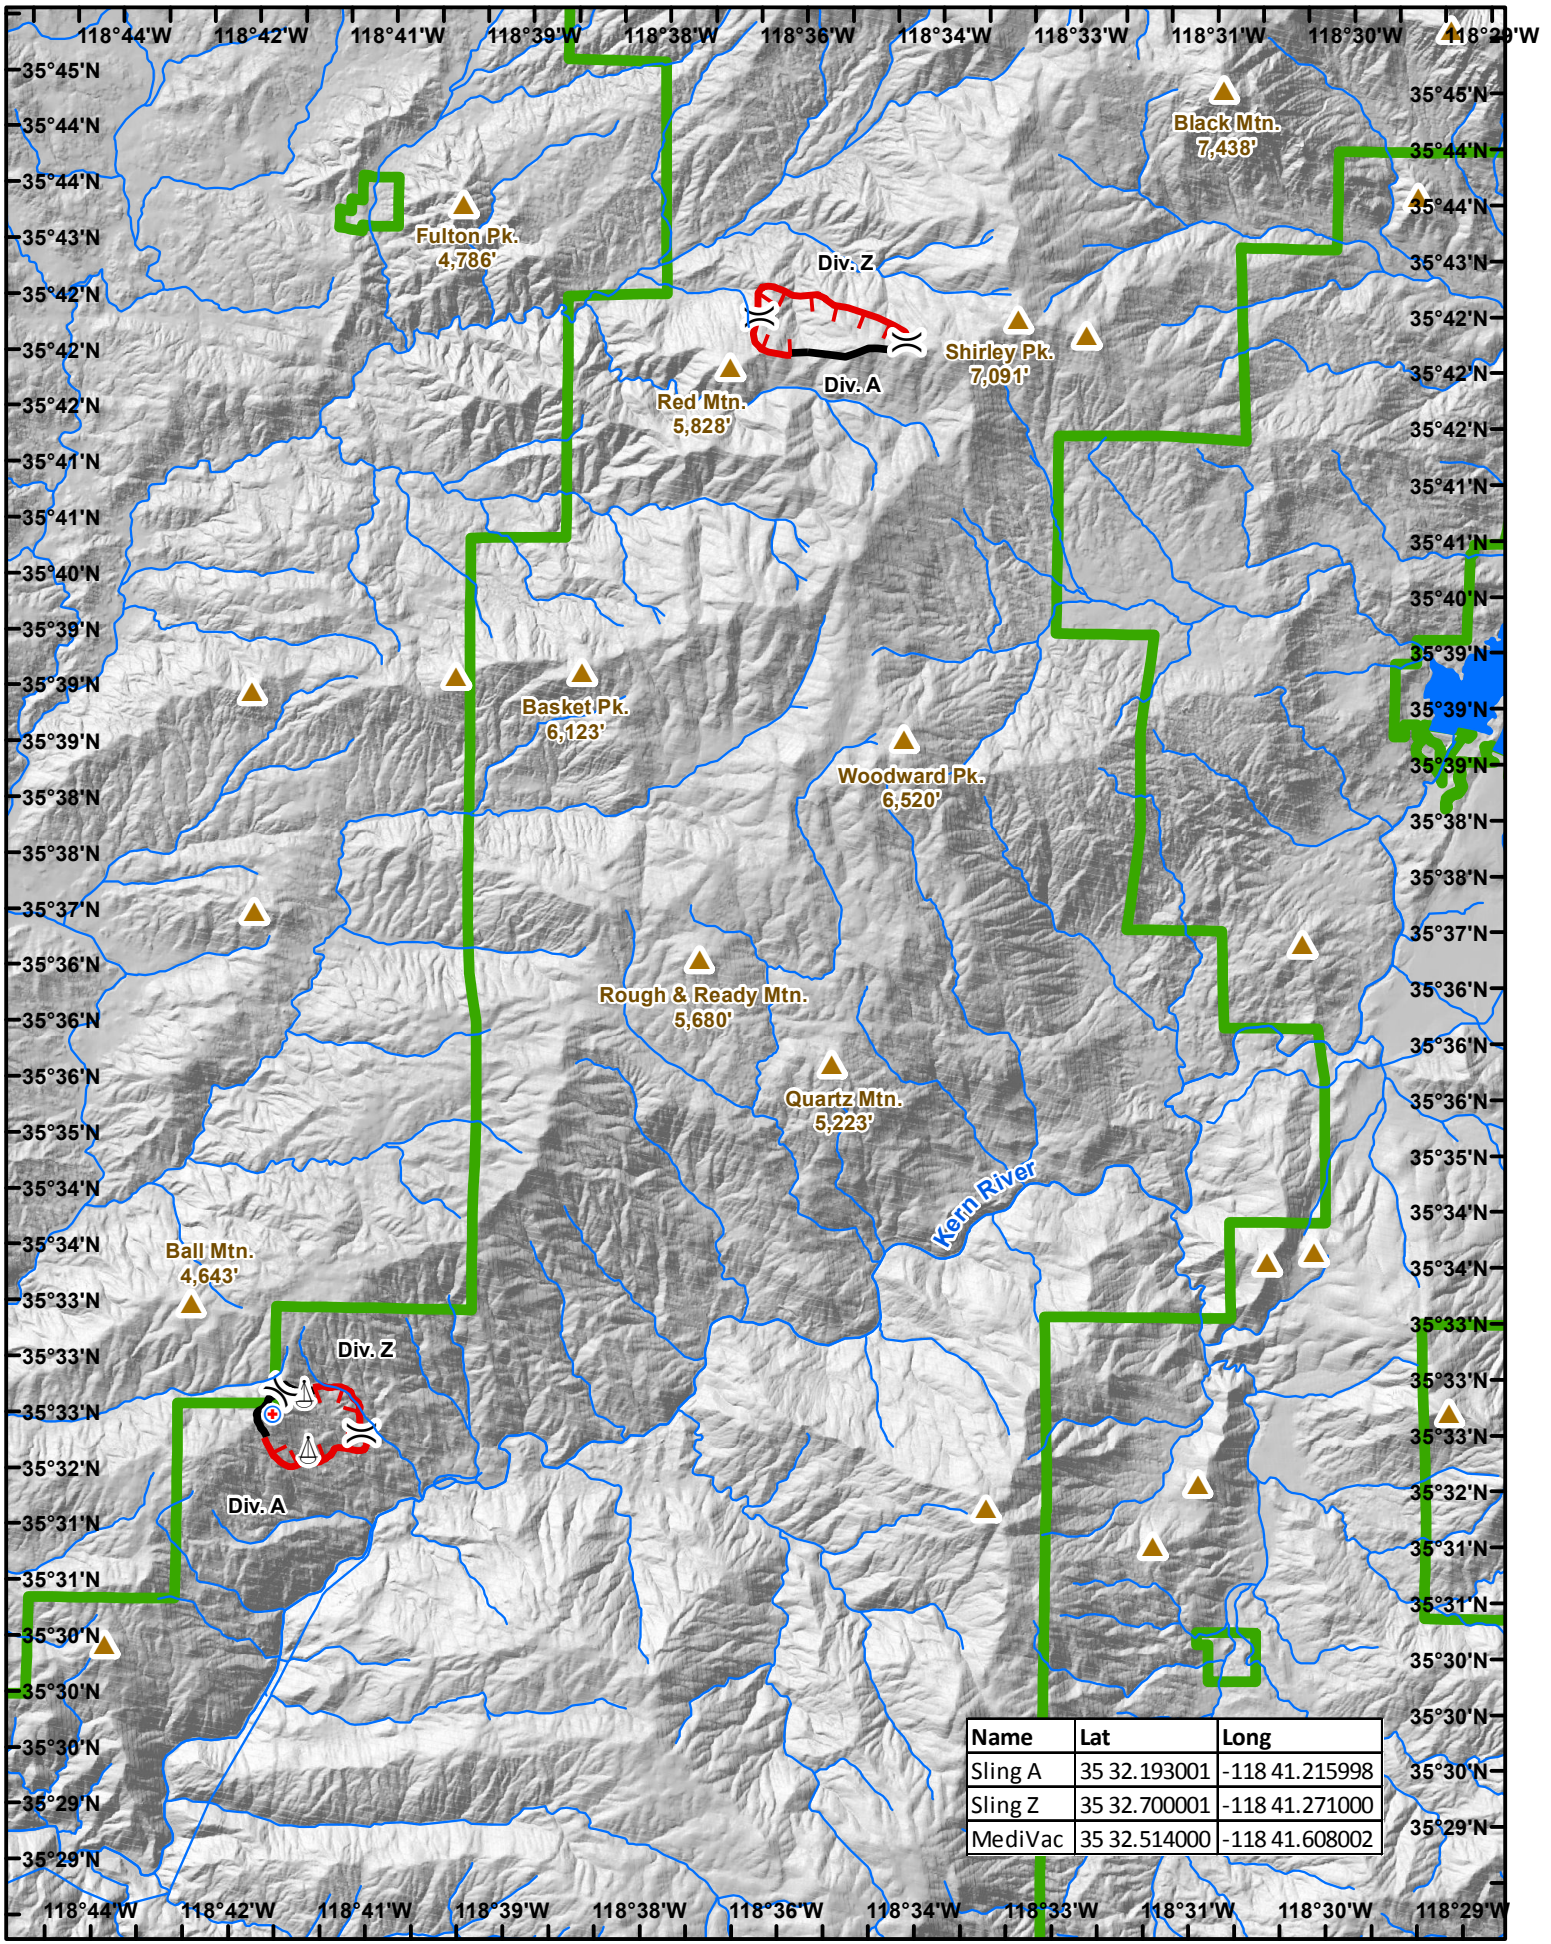 118°44'W 118°42'W 118°41'W 118°39'W 118°38'W 118°36'W 118°34'W 118°33'W 118°31'W 118°30'W 118°29'W
35°45'N
35°45'N
Black Mtn.
7,438'
35°44'N
35°44'N
35°44'N
35°44'N
Fulton Pk.
4,786'
35°43'N
35°43'N
Div. Z
35°42'N
35°42'N
Shirley Pk.
7,091'
35°42'N
35°42'N
Div. A
Red Mtn.
5,828'
35°42'N
35°42'N
35°41'N
35°41'N
35°41'N
35°41'N
35°40'N
35°40'N
35°39'N
35°39'N
35°39'N
35°39'N
Basket Pk.
6,123'
35°39'N
35°39'N
Woodward Pk.
6,520'
35°38'N
35°38'N
35°38'N
35°38'N
35°37'N
35°37'N
35°36'N
35°36'N
Rough & Ready Mtn.
5,680'
35°36'N
35°36'N
35°36'N
35°36'N
Quartz Mtn.
5,223'
35°35'N
35°35'N
Kern River
35°34'N
35°34'N
35°34'N
35°34'N
Ball Mtn.
4,643'
35°33'N
35°33'N
Div. Z
35°33'N
35°33'N
35°33'N
35°33'N
35°32'N
35°32'N
Div. A
35°31'N
35°31'N
35°31'N
35°31'N
35°30'N
35°30'N
35°30'N
35°30'N
35°30'N
35°30'N
35°29'N
35°29'N
35°29'N
Name Lat Long
Sling A 35 32.193001 -118 41.215998
Sling Z 35 32.700001 -118 41.271000
MediVac 35 32.514000 -118 41.608002
118°44'W 118°42'W 118°41'W 118°39'W 118°38'W 118°36'W 118°34'W 118°33'W 118°31'W 118°30'W 118°29'W